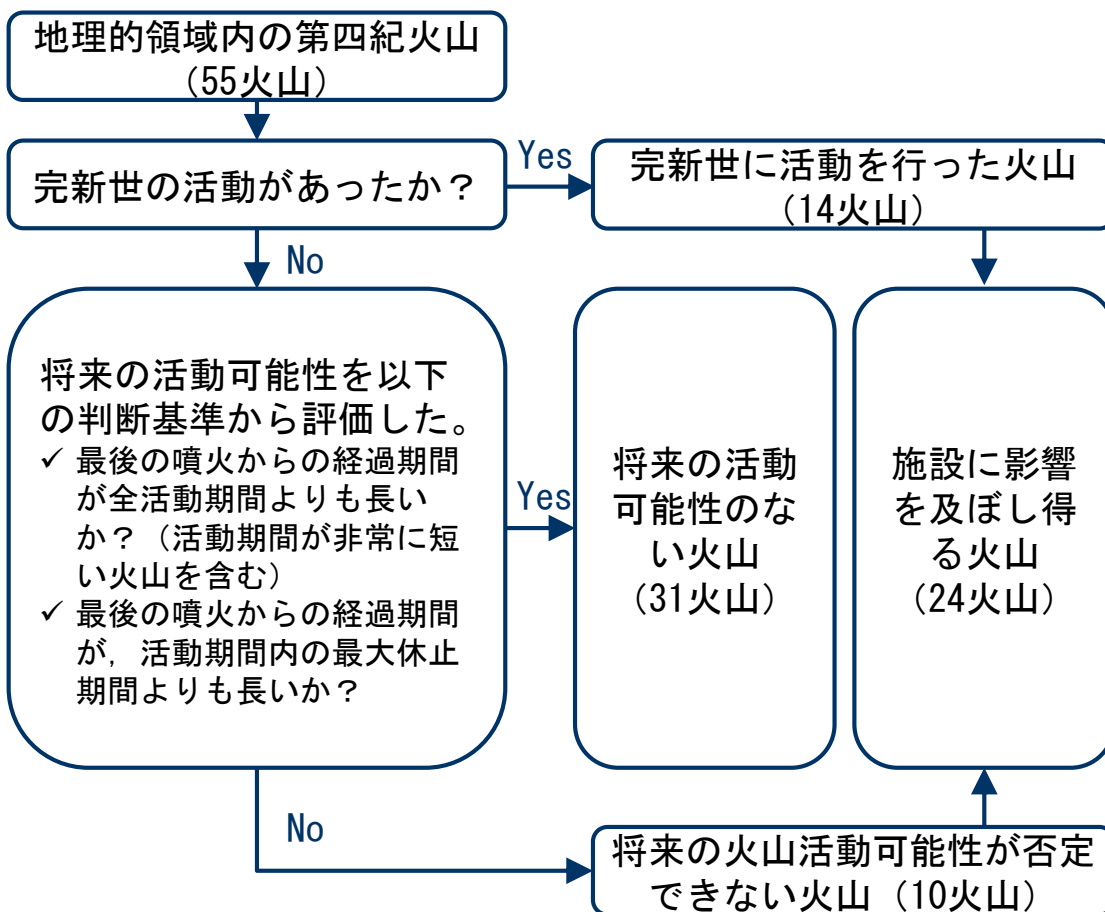 地理的領域内の第四紀火山
(55火山)
完新世の活動があったか？
Yes
完新世に活動を行った火山
(14火山)
No
将来の活動可能性を以下
の判断基準から評価した。
✓ 最後の噴火からの経過期間
が全活動期間よりも長い
か？（活動期間が非常に短
い火山を含む）
✓ 最後の噴火からの経過期間
が，活動期間内の最大休止
期間よりも長いか？
Yes
将来の活動
可能性のな
い火山
(31火山)
施設に影響
を及ぼし得
る火山
(24火山)
No
将来の火山活動可能性が否定
できない火山（10火山）